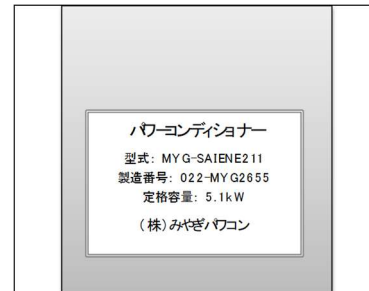 パワーコンディショナー
型式: MYG-SAIENE211
製造番号: 022-MYG2655
定格容量: 5.1kW
(株)みやぎパワコン